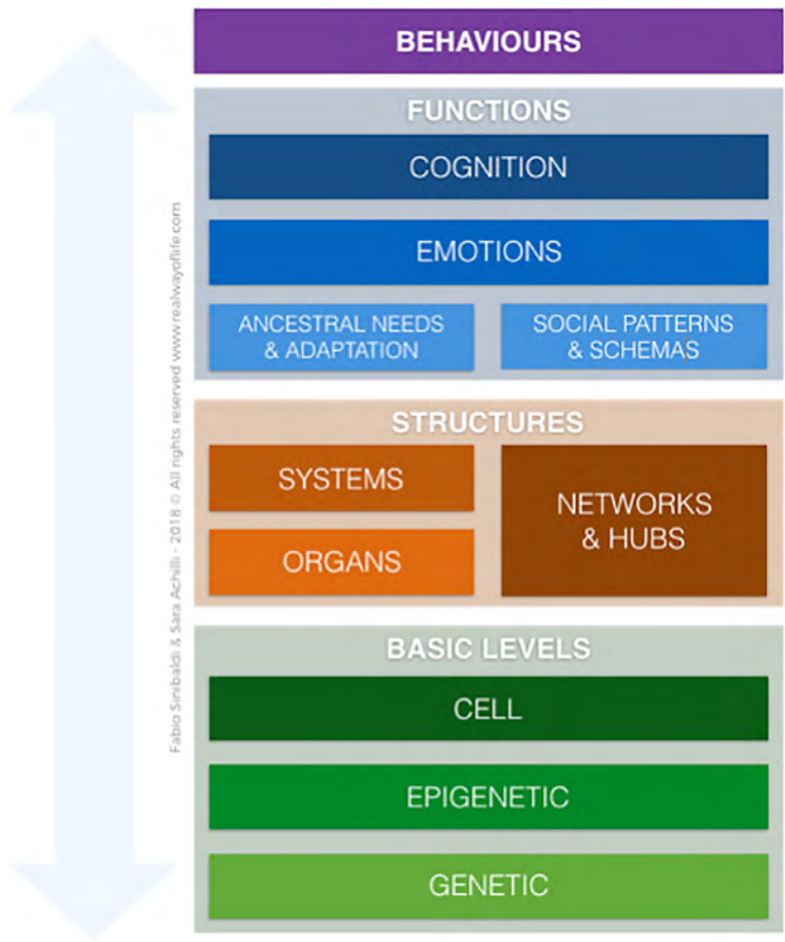 BEHAVIOURS
FUNCTIONS
COGNITION
EMOTIONS
ANCESTRAL NEEDS
& ADAPTATION
SOCIAL PATTERNS
& SCHEMAS
STRUCTURES
SYSTEMS
ORGANS
NETWORKS
& HUBS
BASIC LEVELS
CELL
EPIGENETIC
GENETIC
Fabio Sinibaldi & Sara Achilli - 2018 © All rights reserved www.realwayoflife.com